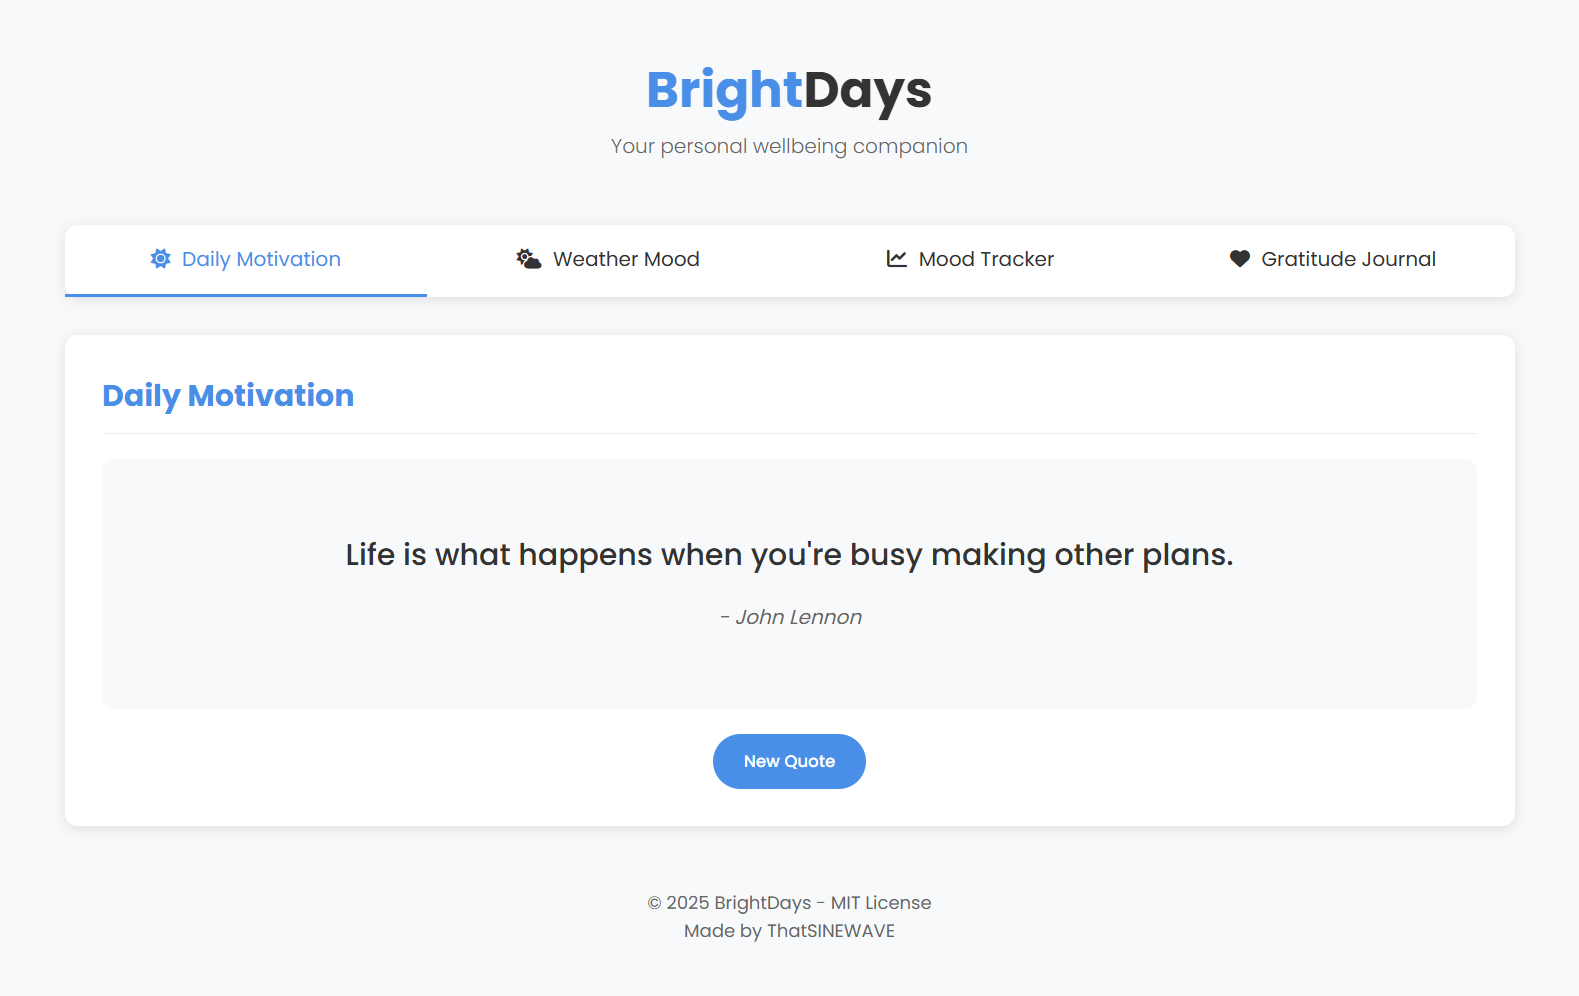 BrightDays
Your personal wellbeing companion
Daily Motivation
Weather Mood
Mood Tracker
Gratitude Journal
Daily Motivation
Life is what happens when you're busy making other plans.
- John Lennon
New Quote
© 2025 BrightDays - MIT License
Made by ThatSINEWAVE